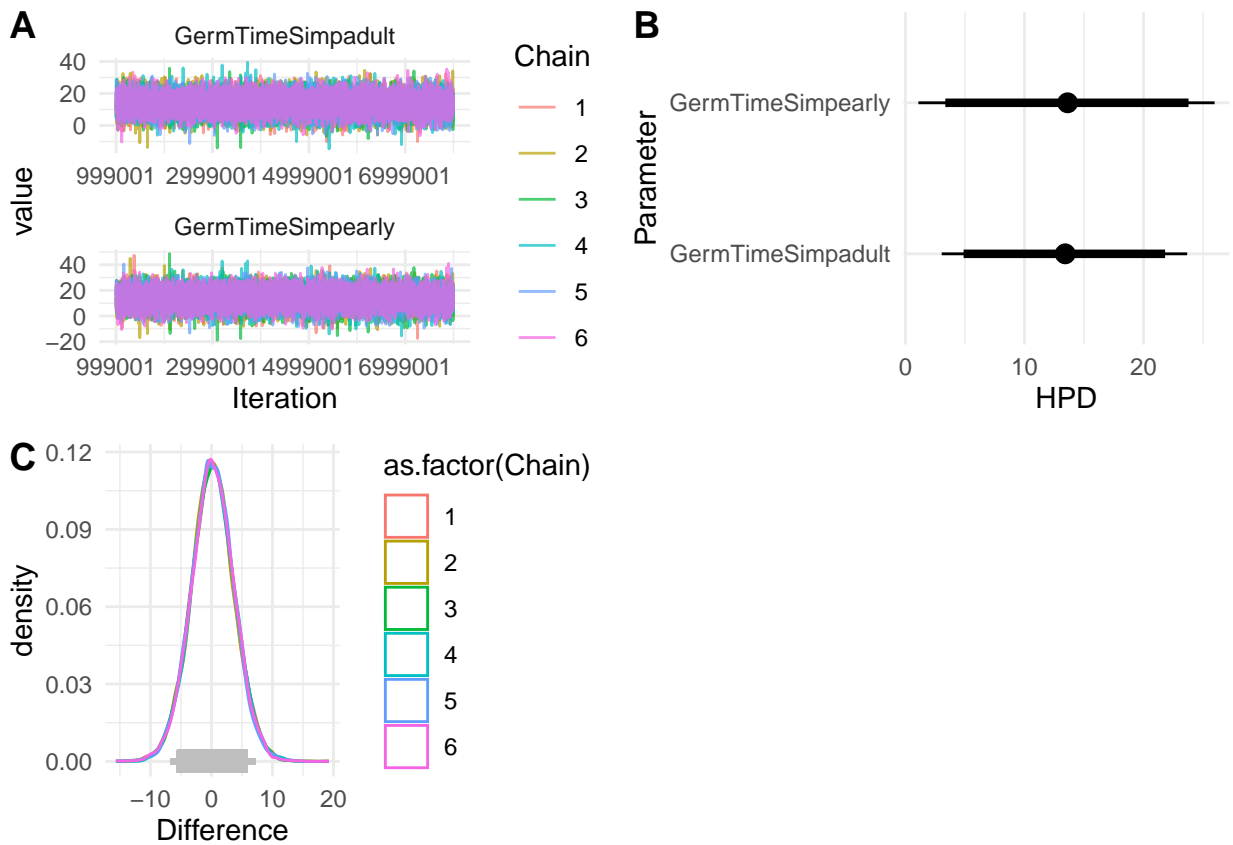 A
GermTimeSimpadult
40
20
0
999001 2999001 4999001 6999001
value
GermTimeSimpearly
40
20
0
−20
999001 2999001 4999001 6999001
Iteration
Chain
1
2
3
4
5
6
B
Parameter
GermTimeSimpearly
GermTimeSimpadult
0 10 20
HPD
C
0.12
0.09
0.06
0.03
0.00
density
−10 0 10 20
Difference
as.factor(Chain)
1
2
3
4
5
6